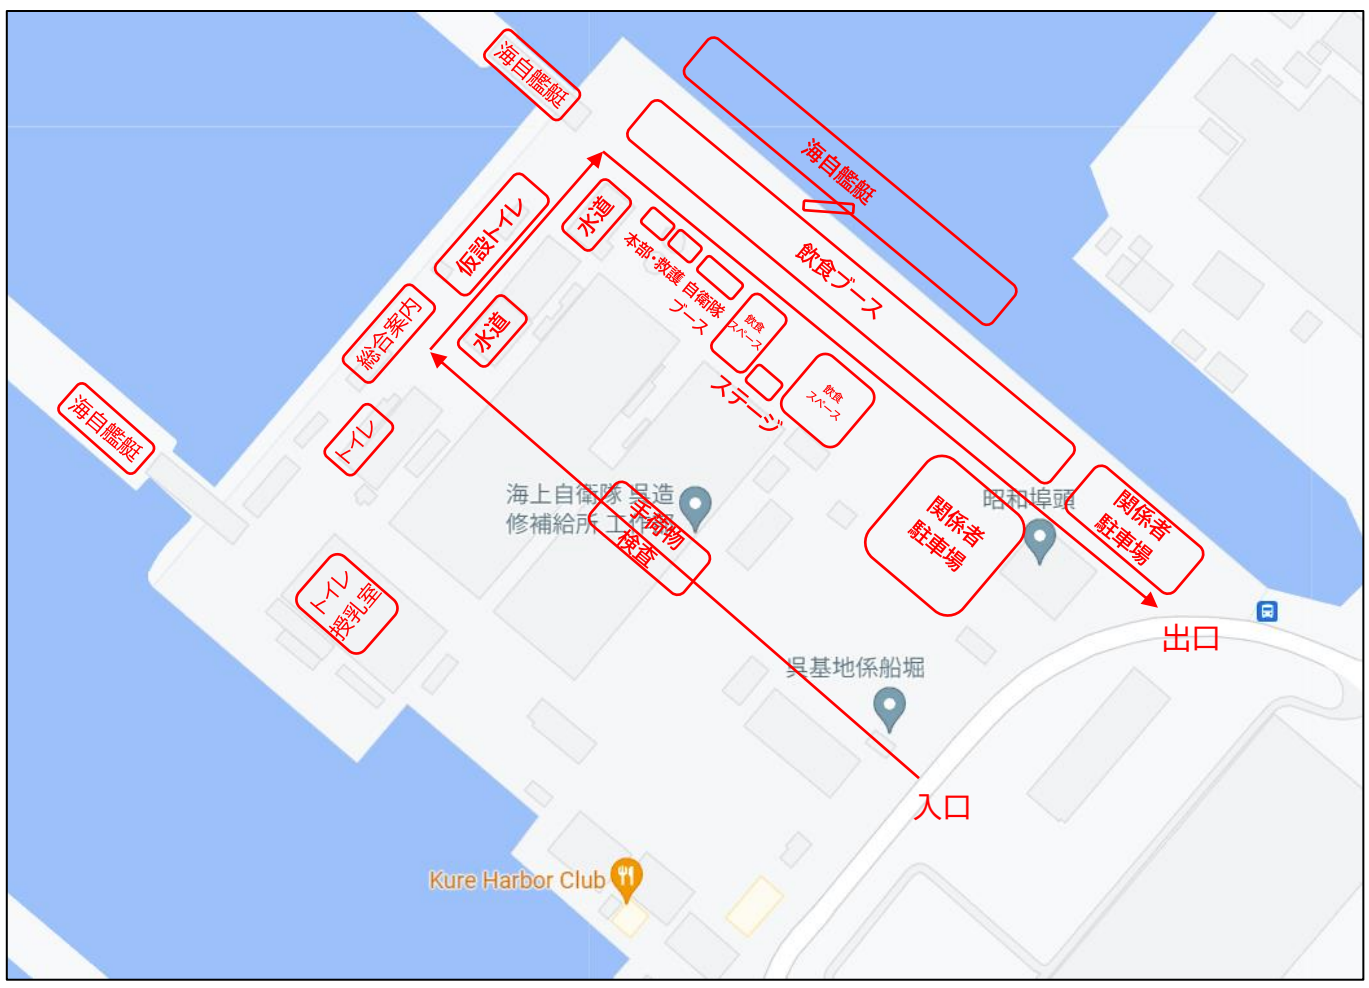 海自艦艇
海自艦艇
飲食ブース
水道
仮設トイレ
本部・救護
自衛隊
ブース
飲食
スペース
水道
総合案内
ステージ
飲食
スペース
海自艦艇
トイレ
海上自衛隊 呉造
修補給所 工作部
手荷物
検査
関係者
駐車場
昭和埠頭
関係者
駐車場
トイレ
授乳室
出口
呉基地係船堀
入口
Kure Harbor Club